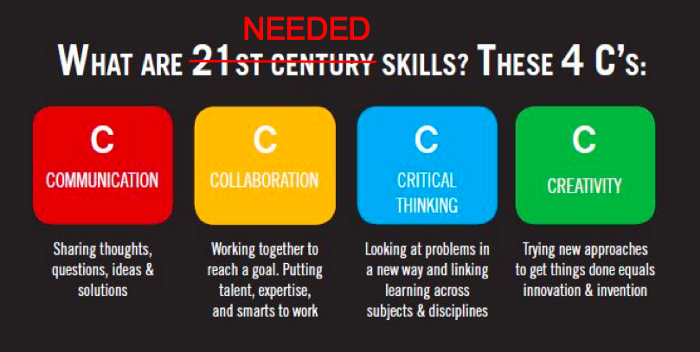 NEEDED
WHAT ARE 21ST CENTURY SKILLS? THESE 4 C'S:
C
COMMUNICATION
Sharing thoughts,
questions, ideas &
solutions
C
COLLABORATION
Working together to
reach a goal. Putting
talent, expertise,
and smarts to work
C
CRITICAL
THINKING
Looking at problems in
a new way and linking
learning across
subjects & disciplines
C
CREATIVITY
Trying new approaches
to get things done equals
innovation & invention